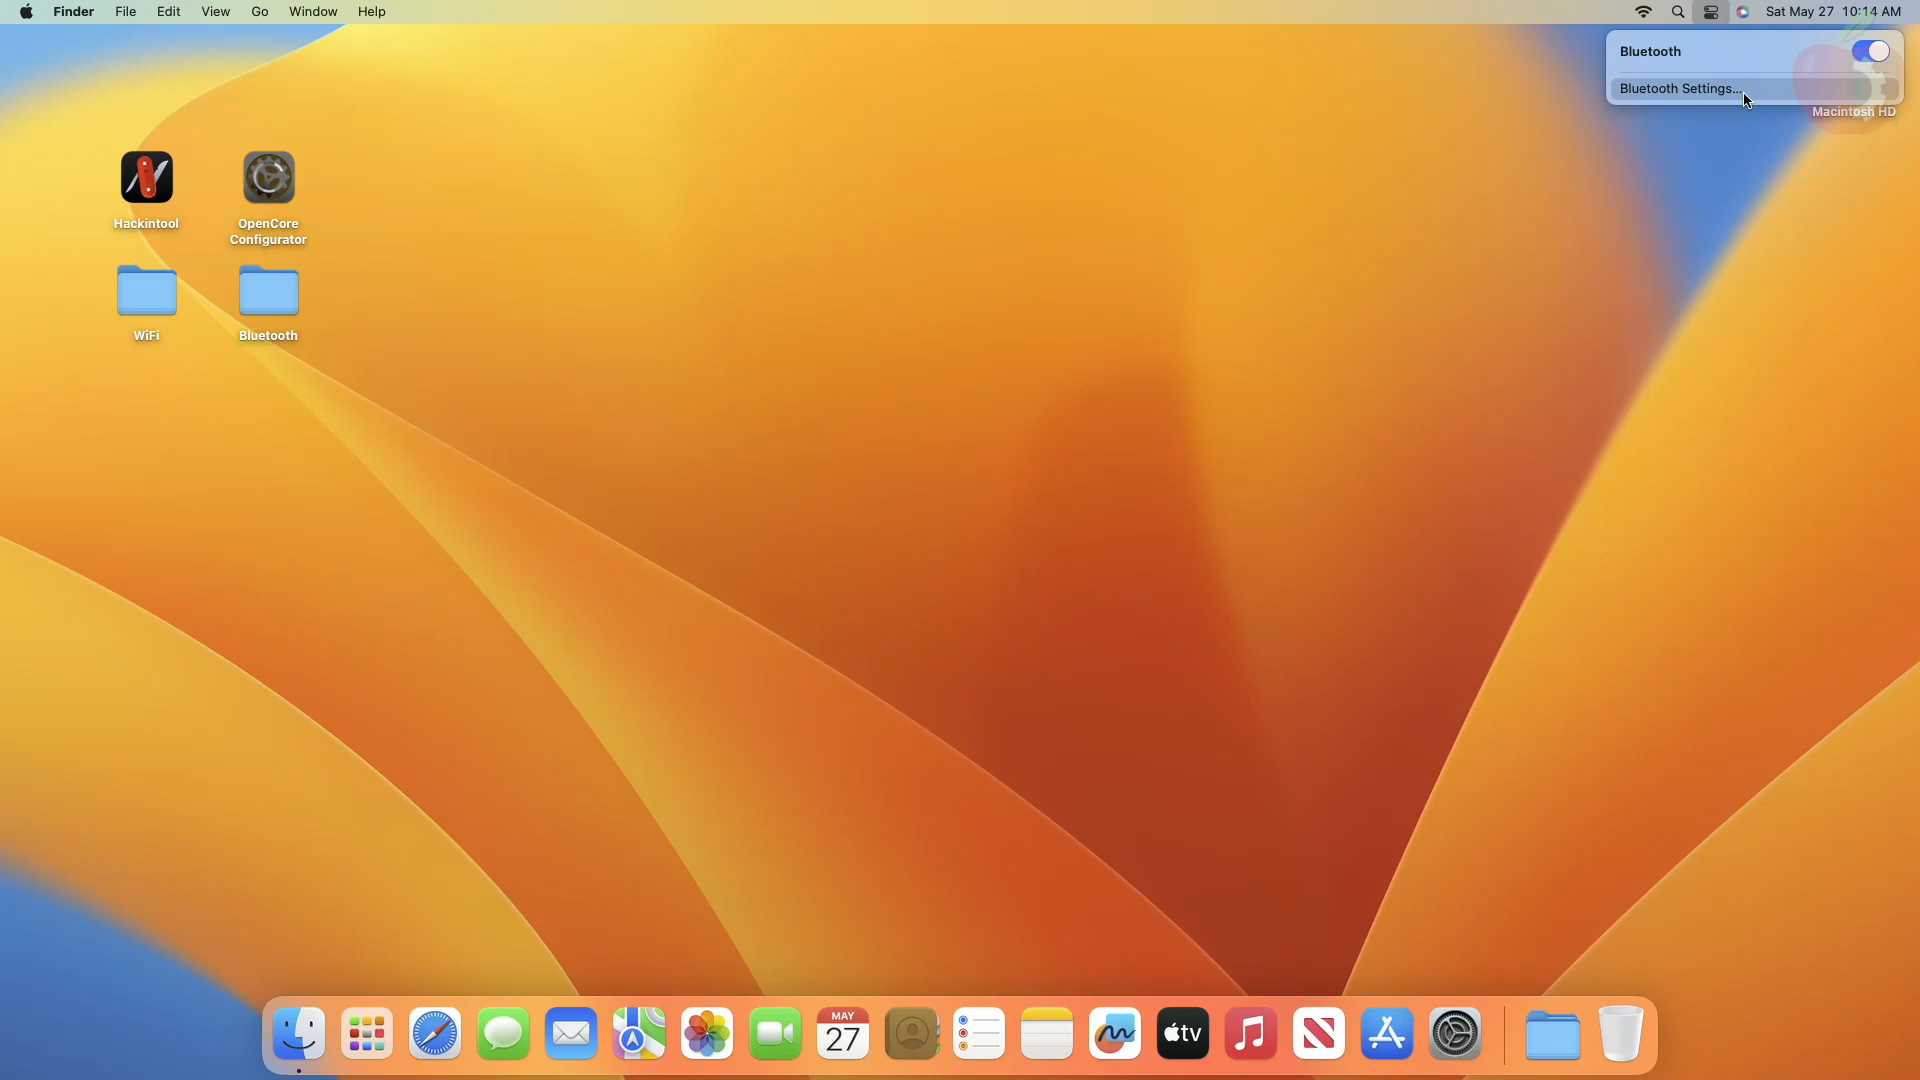 Finder File Edit View Go Window Help
Sat May 27 10:14 AM
Bluetooth
Bluetooth Settings...
Macintosh HD
Hackintool
OpenCore
Configurator
WiFi
Bluetooth
MAY
27
tv